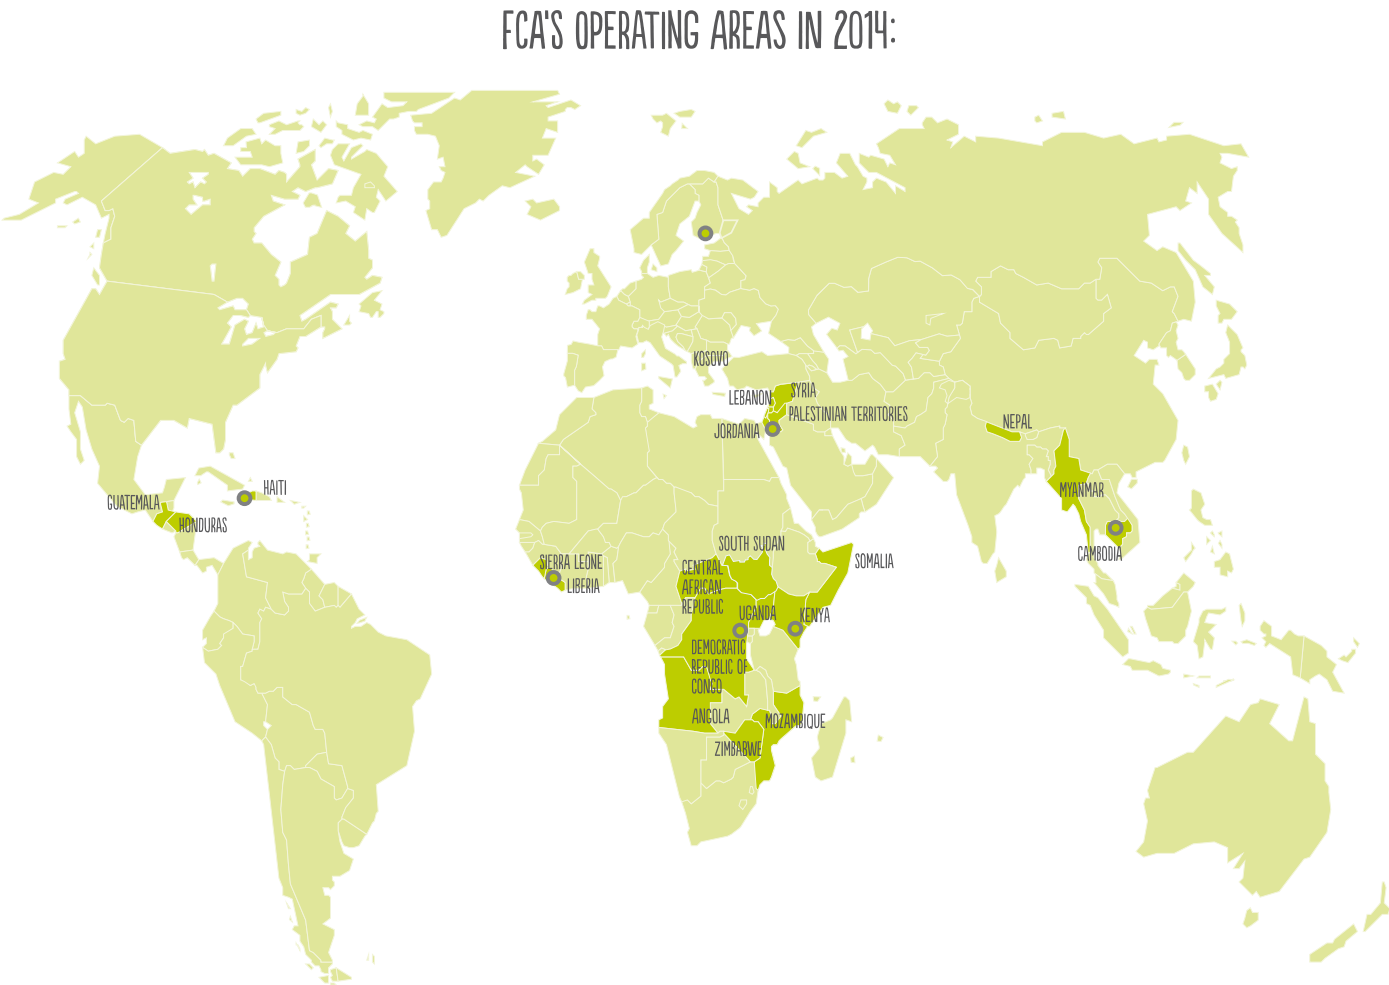 FCA'S OPERATING AREAS IN 2014:
KOSOVO
SYRIA
LEBANON
PALESTINIAN TERRITORIES
JORDANIA
NEPAL
HAITI
MYANMAR
GUATEMALA
HONDURAS
CAMBODIA
SOUTH SUDAN
SOMALIA
SIERRA LEONE
LIBERIA
CENTRAL
AFRICAN
REPUBLIC
UGANDA
KENYA
DEMOCRATIC
REPUBLIC OF
CONGO
ANGOLA
MOZAMBIQUE
ZIMBABWE